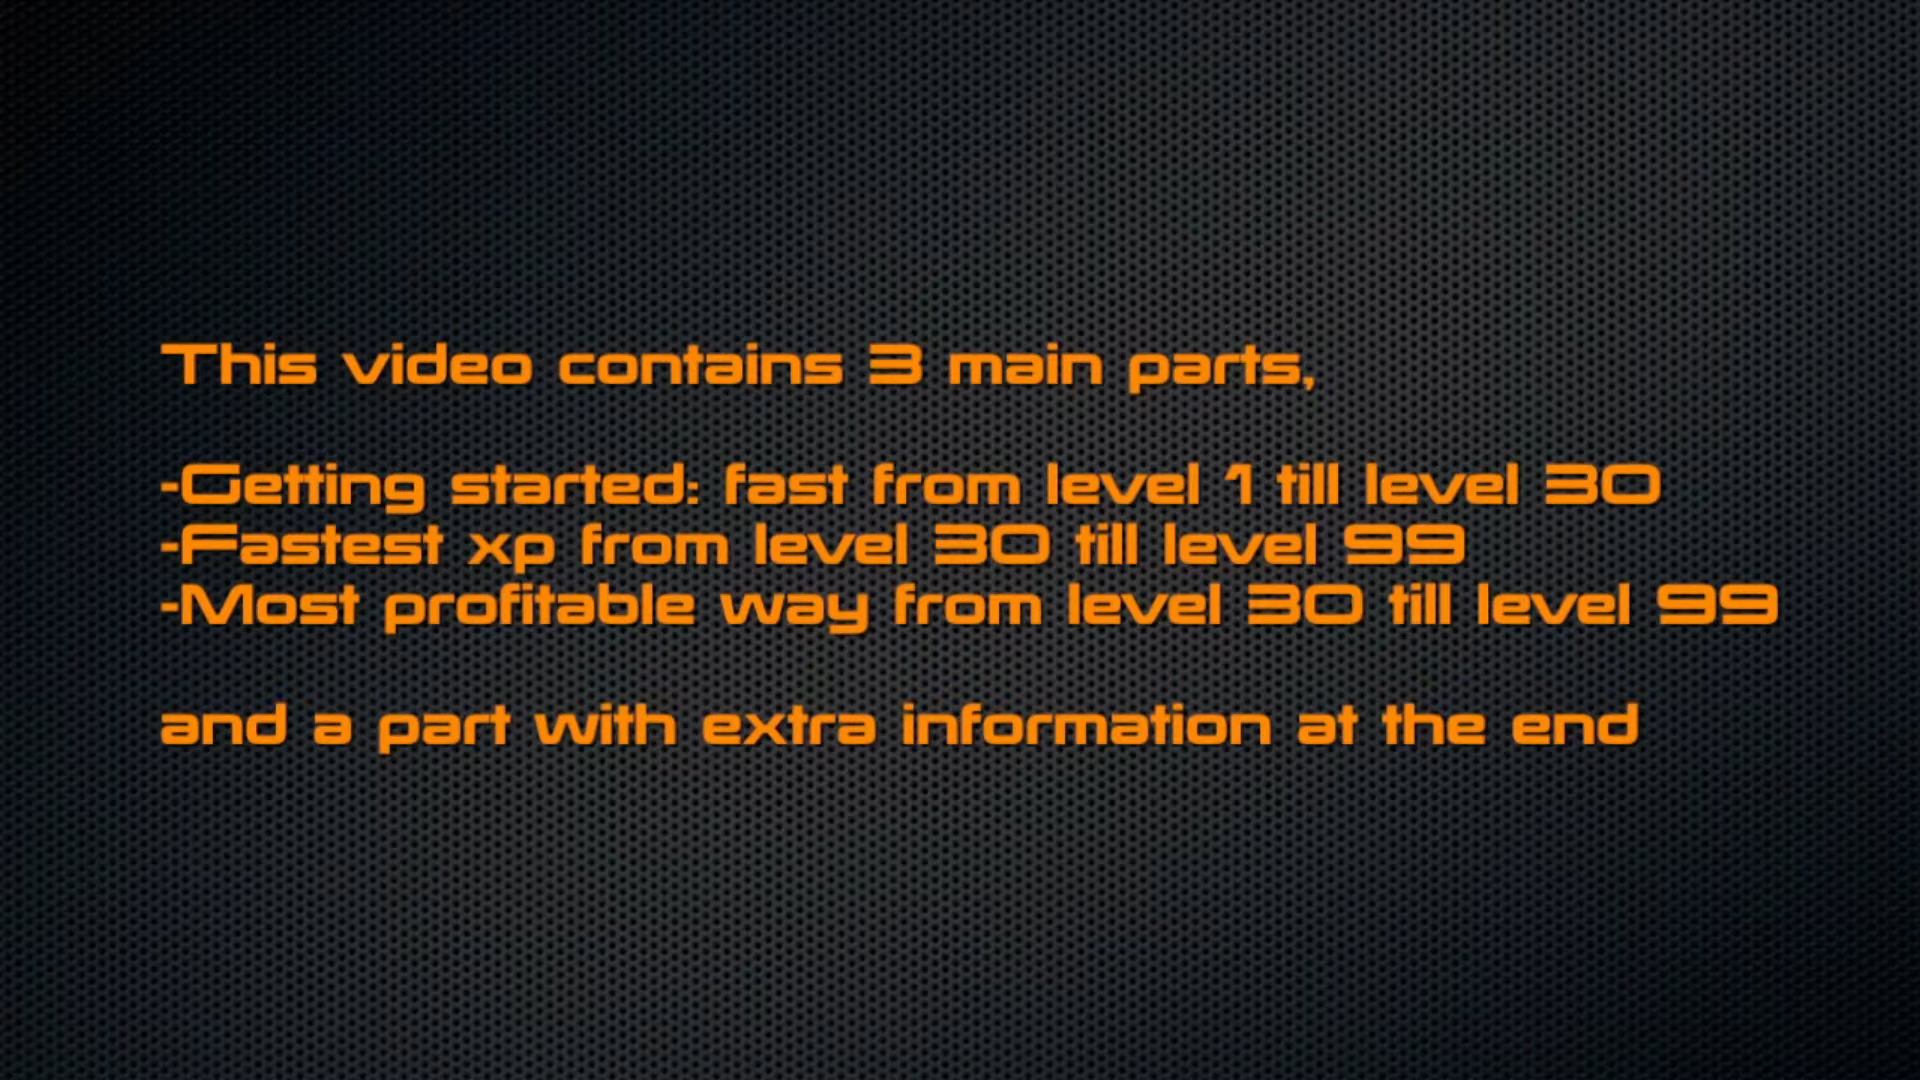 This video contains 3 main parts,
-Getting started: fast from level 1 till level 30
-Fastest xp from level 30 till level 99
-Most profitable way from level 30 till level 99
and a part with extra information at the end